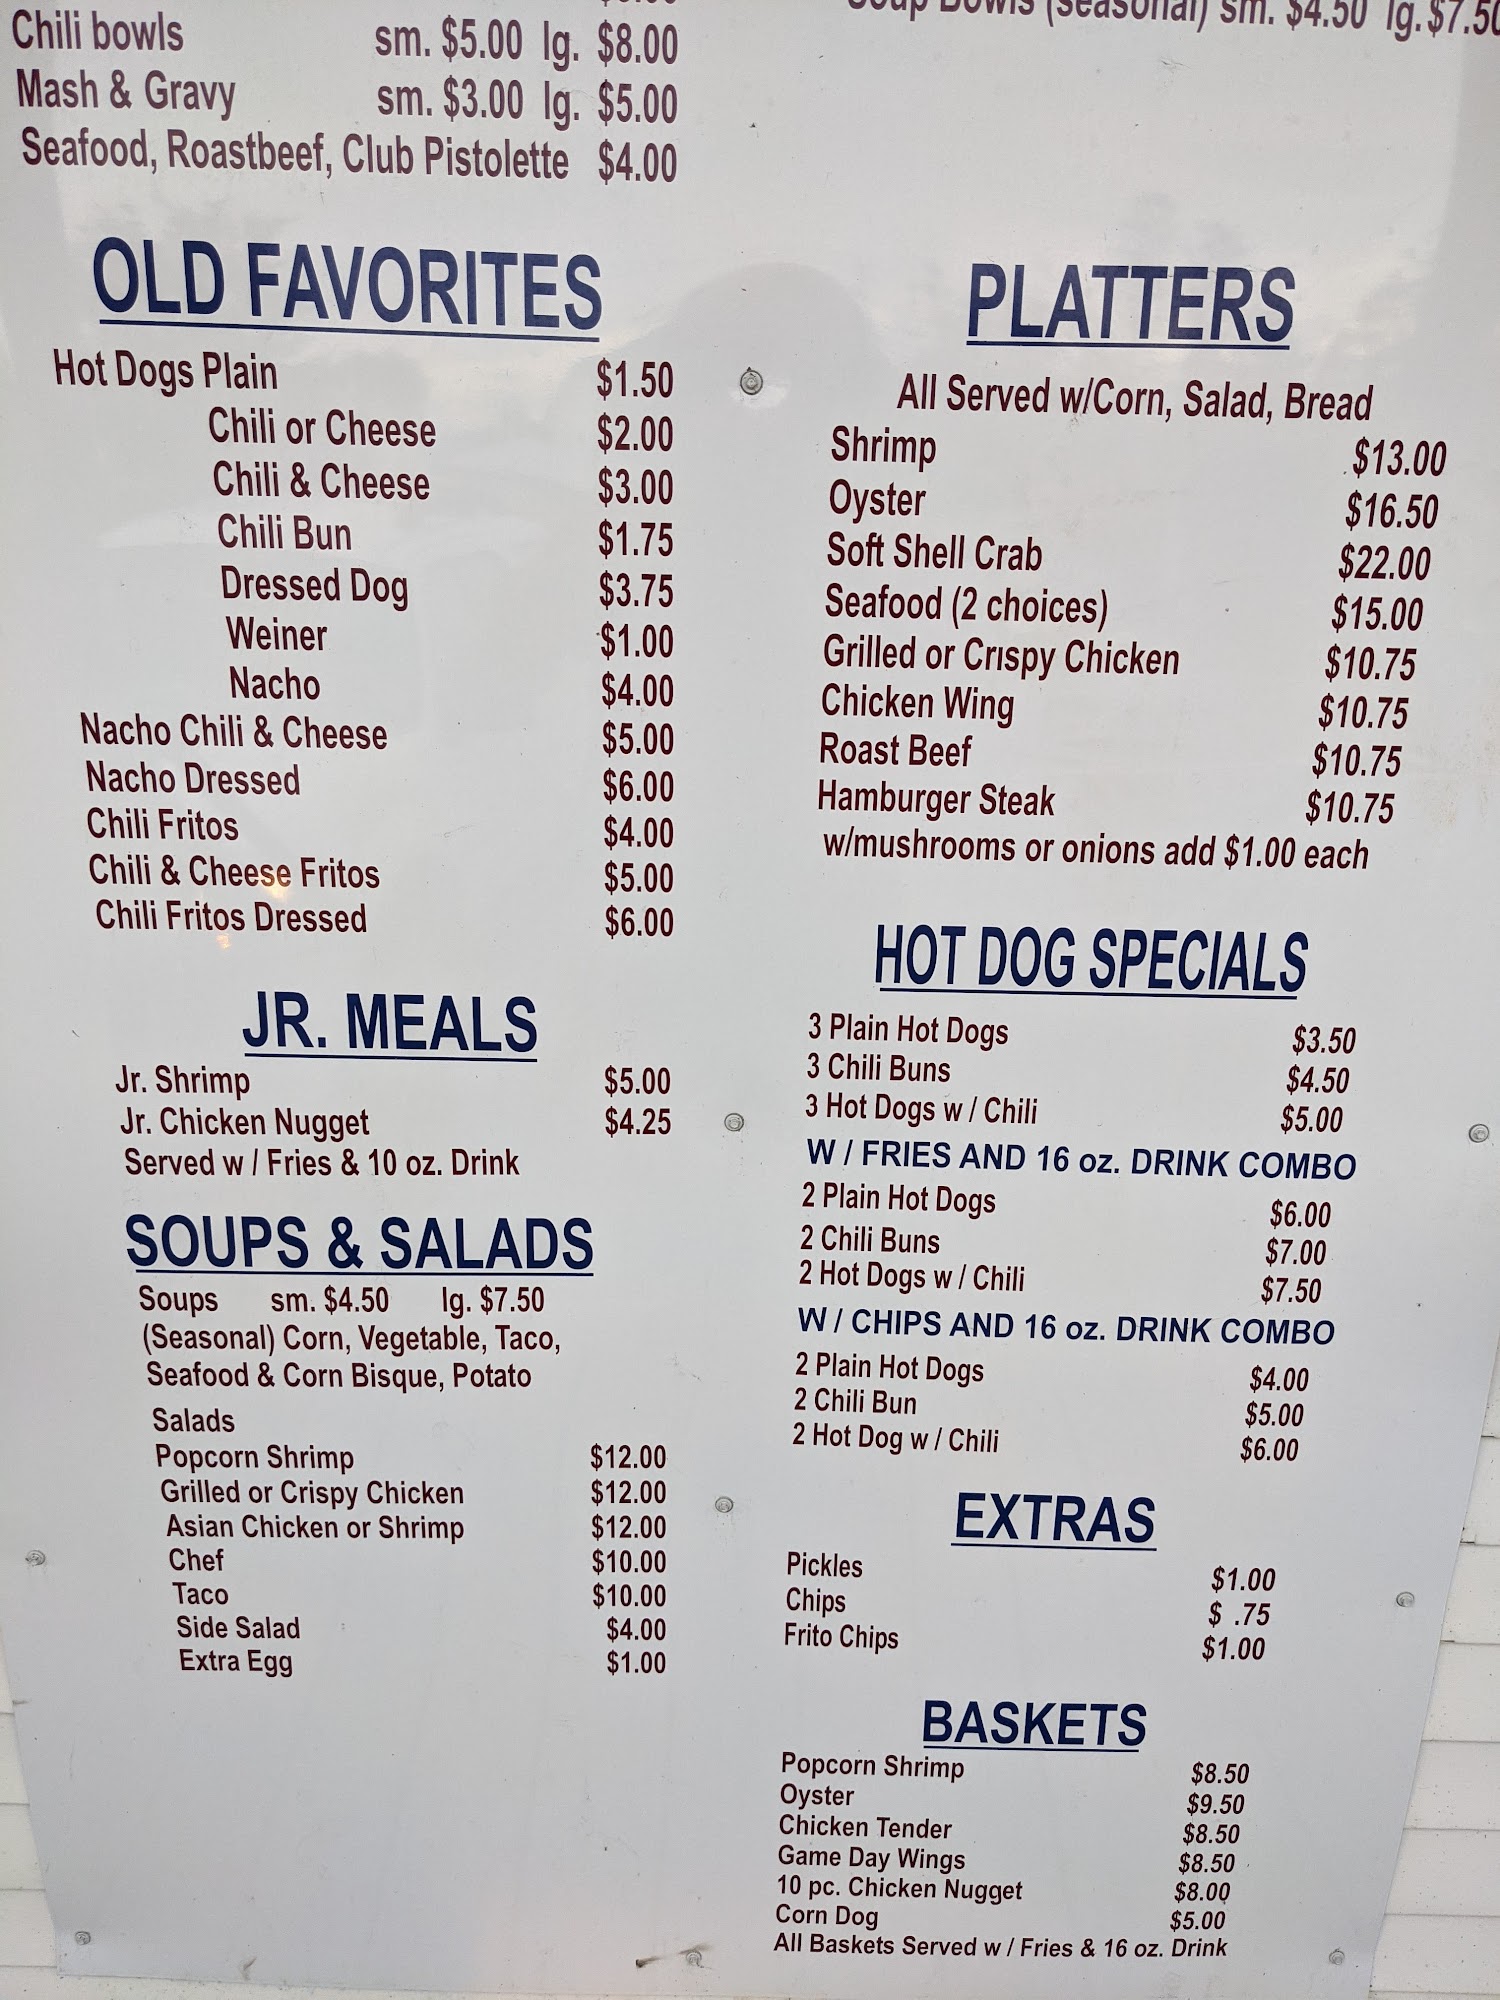 Soup Bowls (seasonal) sm. $4.50 lg. $7.50
Chili bowls sm. $5.00 lg. $8.00
Mash & Gravy sm. $3.00 lg. $5.00
Seafood, Roastbeef, Club Pistolette $4.00
OLD FAVORITES
Hot Dogs Plain $1.50
Chili or Cheese $2.00
Chili & Cheese $3.00
Chili Bun $1.75
Dressed Dog $3.75
Weiner $1.00
Nacho $4.00
Nacho Chili & Cheese $5.00
Nacho Dressed $6.00
Chili Fritos $4.00
Chili & Cheese Fritos $5.00
Chili Fritos Dressed $6.00
JR. MEALS
Jr. Shrimp $5.00
Jr. Chicken Nugget $4.25
Served w / Fries & 10 oz. Drink
SOUPS & SALADS
Soups sm. $4.50 lg. $7.50
(Seasonal) Corn, Vegetable, Taco,
Seafood & Corn Bisque, Potato
Salads
Popcorn Shrimp $12.00
Grilled or Crispy Chicken $12.00
Asian Chicken or Shrimp $12.00
Chef $10.00
Taco $10.00
Side Salad $4.00
Extra Egg $1.00
PLATTERS
All Served w/Corn, Salad, Bread
Shrimp $13.00
Oyster $16.50
Soft Shell Crab $22.00
Seafood (2 choices) $15.00
Grilled or Crispy Chicken $10.75
Chicken Wing $10.75
Roast Beef $10.75
Hamburger Steak $10.75
w/mushrooms or onions add $1.00 each
HOT DOG SPECIALS
3 Plain Hot Dogs $3.50
3 Chili Buns $4.50
3 Hot Dogs w / Chili $5.00
W / FRIES AND 16 oz. DRINK COMBO
2 Plain Hot Dogs $6.00
2 Chili Buns $7.00
2 Hot Dogs w / Chili $7.50
W / CHIPS AND 16 oz. DRINK COMBO
2 Plain Hot Dogs $4.00
2 Chili Bun $5.00
2 Hot Dog w / Chili $6.00
EXTRAS
Pickles $1.00
Chips $ .75
Frito Chips $1.00
BASKETS
Popcorn Shrimp $8.50
Oyster $9.50
Chicken Tender $8.50
Game Day Wings $8.50
10 pc. Chicken Nugget $8.00
Corn Dog $5.00
All Baskets Served w / Fries & 16 oz. Drink